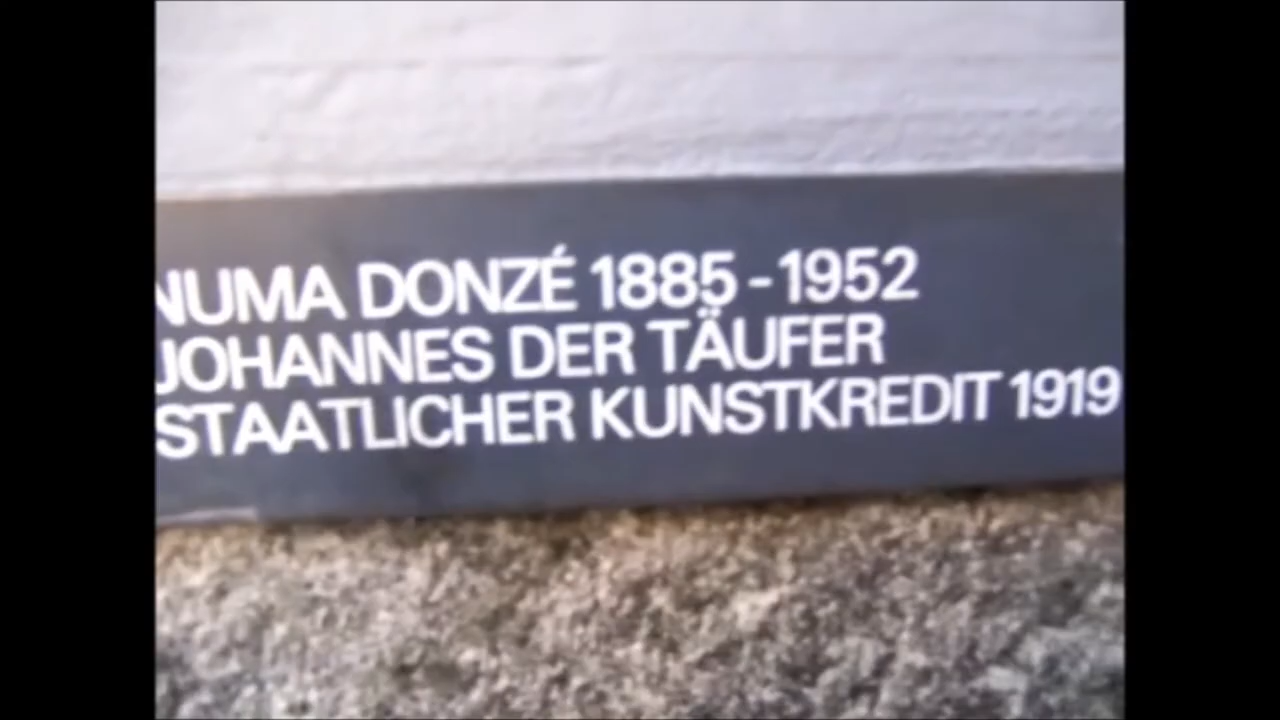 NUMA DONZÉ 1885-1952
JOHANNES DER TÄUFER
STAATLICHER KUNSTKREDIT 1919